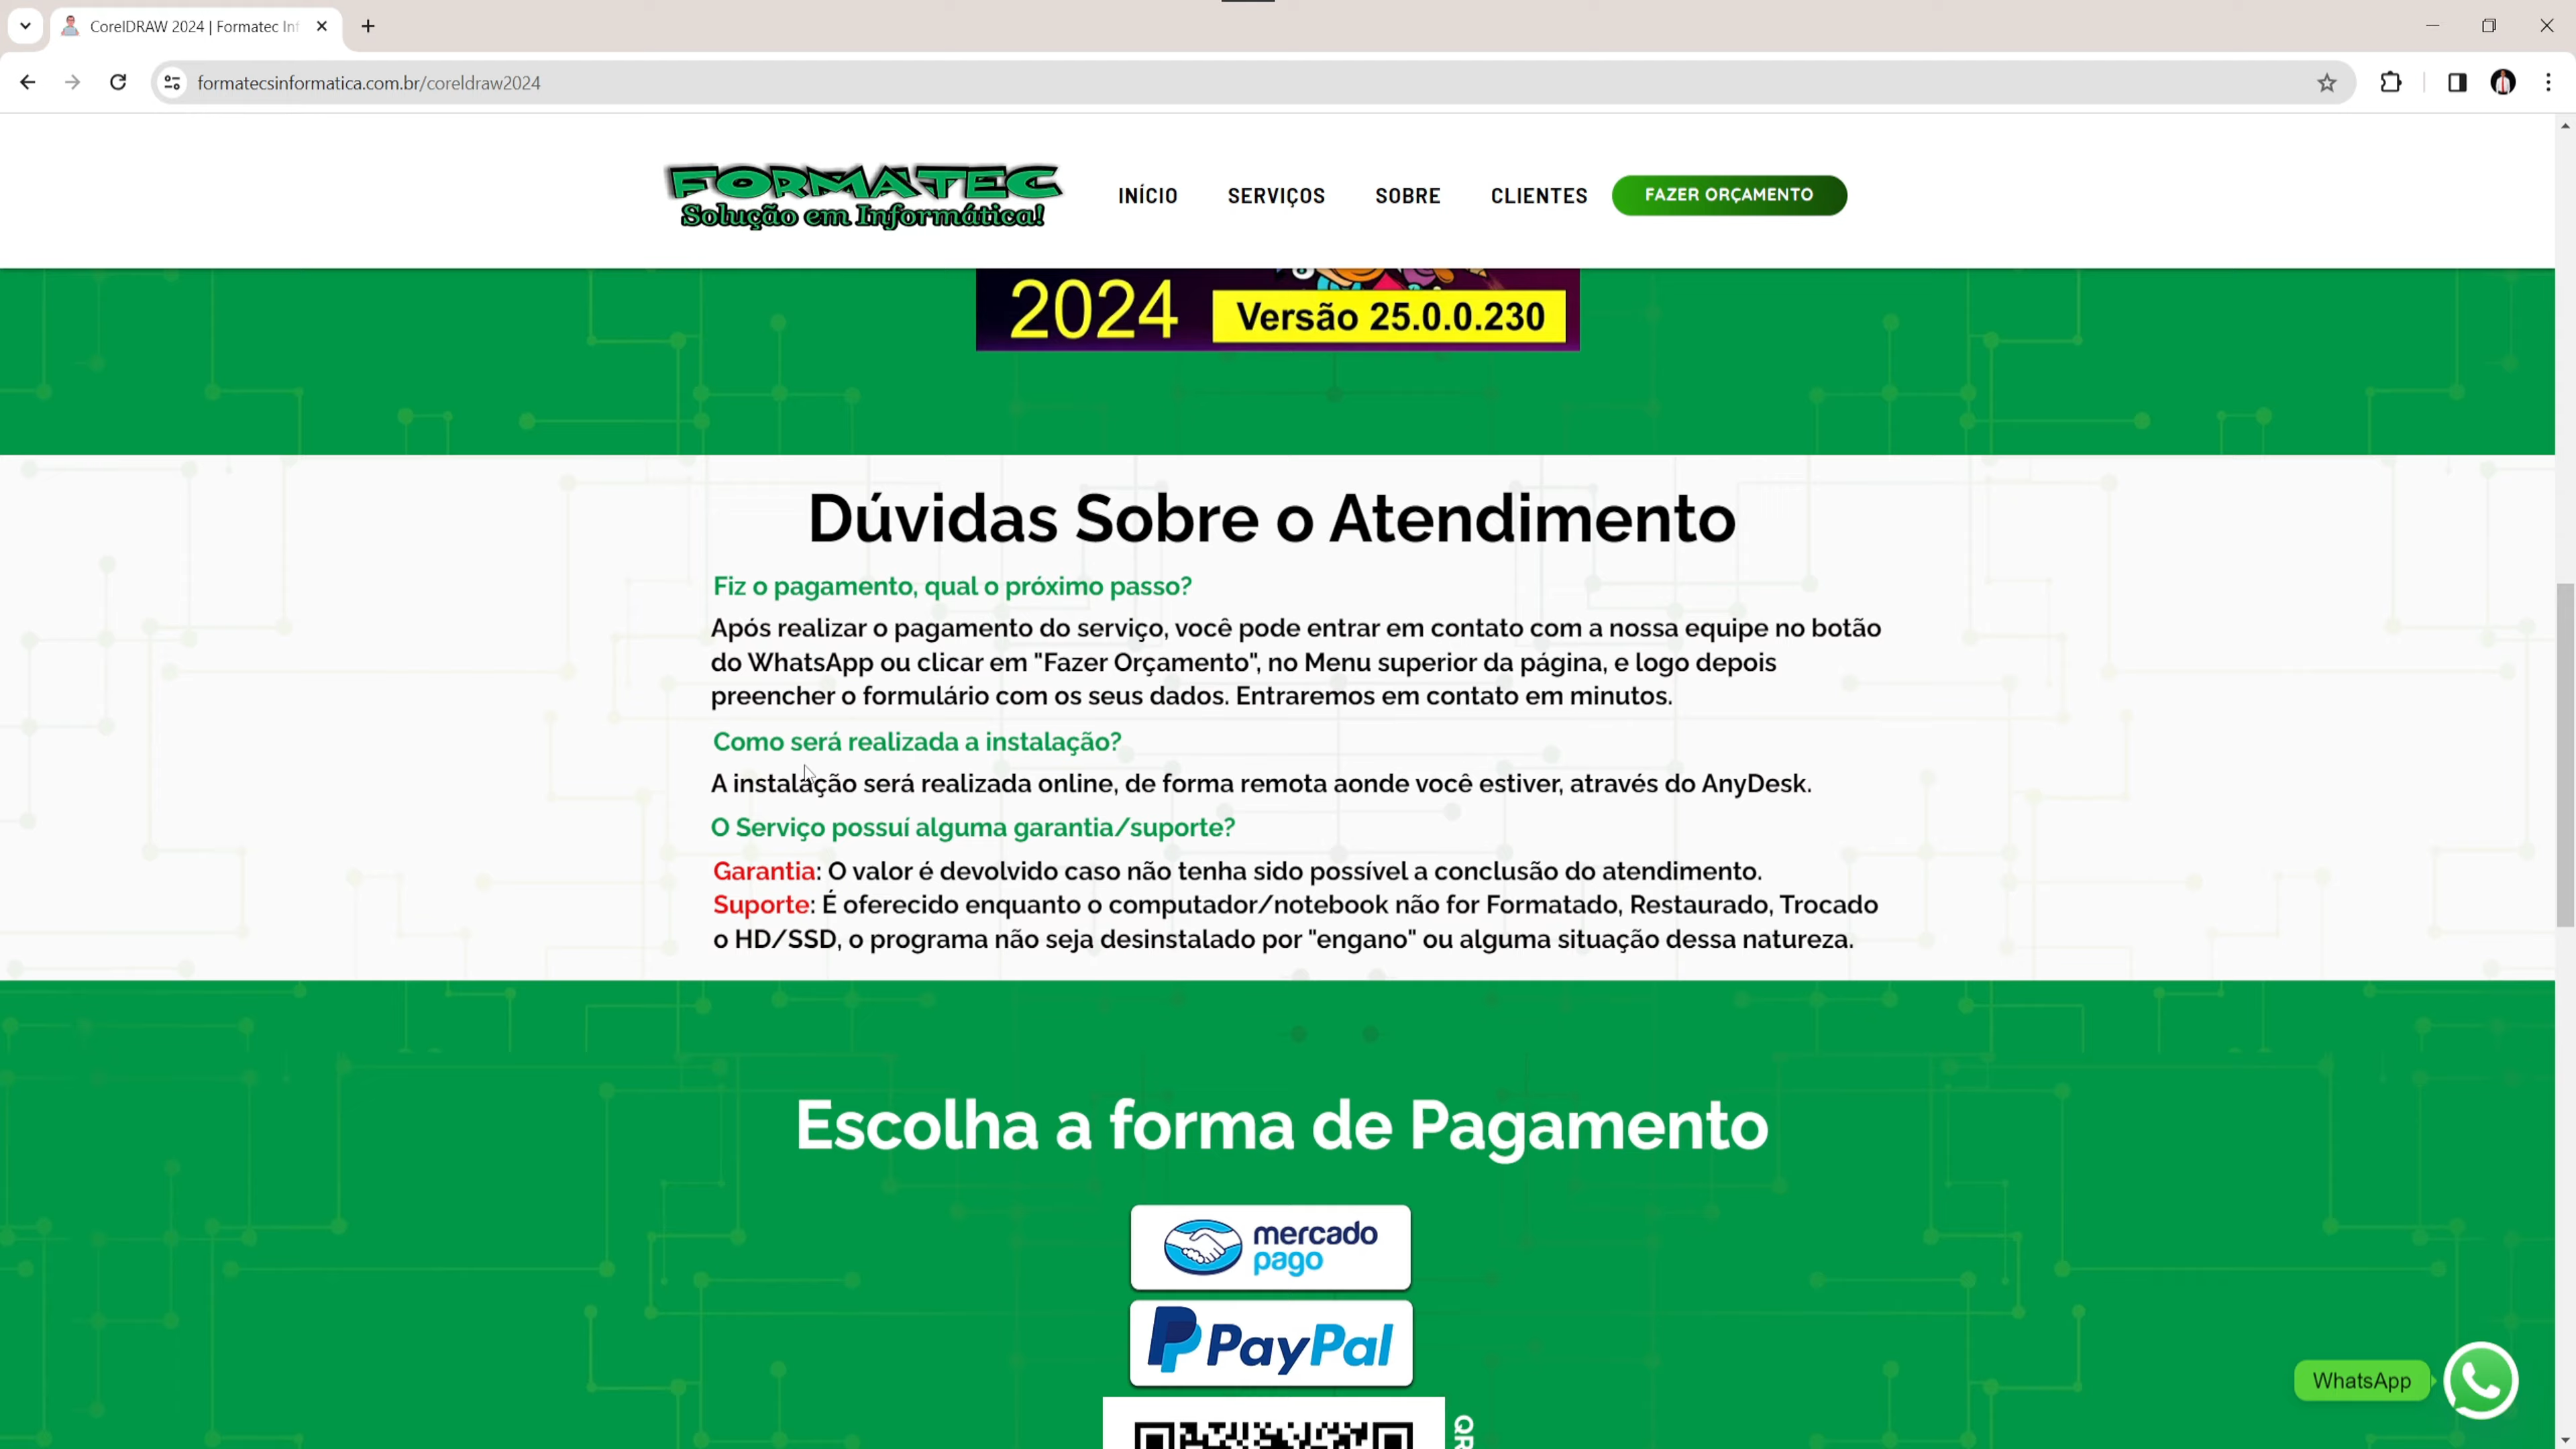 CorelDRAW 2024 | Formatec Inf
formatecsinformatica.com.br/coreldraw2024
FORMATEC
Solução em Informática!
INÍCIO
SERVIÇOS
SOBRE
CLIENTES
FAZER ORÇAMENTO
2024
Versão 25.0.0.230
Dúvidas Sobre o Atendimento
Fiz o pagamento, qual o próximo passo?
Após realizar o pagamento do serviço, você pode entrar em contato com a nossa equipe no botão
do WhatsApp ou clicar em "Fazer Orçamento", no Menu superior da página, e logo depois
preencher o formulário com os seus dados. Entraremos em contato em minutos.
Como será realizada a instalação?
A instalação será realizada online, de forma remota aonde você estiver, através do AnyDesk.
O Serviço possuí alguma garantia/suporte?
Garantia: O valor é devolvido caso não tenha sido possível a conclusão do atendimento.
Suporte: É oferecido enquanto o computador/notebook não for Formatado, Restaurado, Trocado
o HD/SSD, o programa não seja desinstalado por "engano" ou alguma situação dessa natureza.
Escolha a forma de Pagamento
mercado
pago
PayPal
QR
WhatsApp